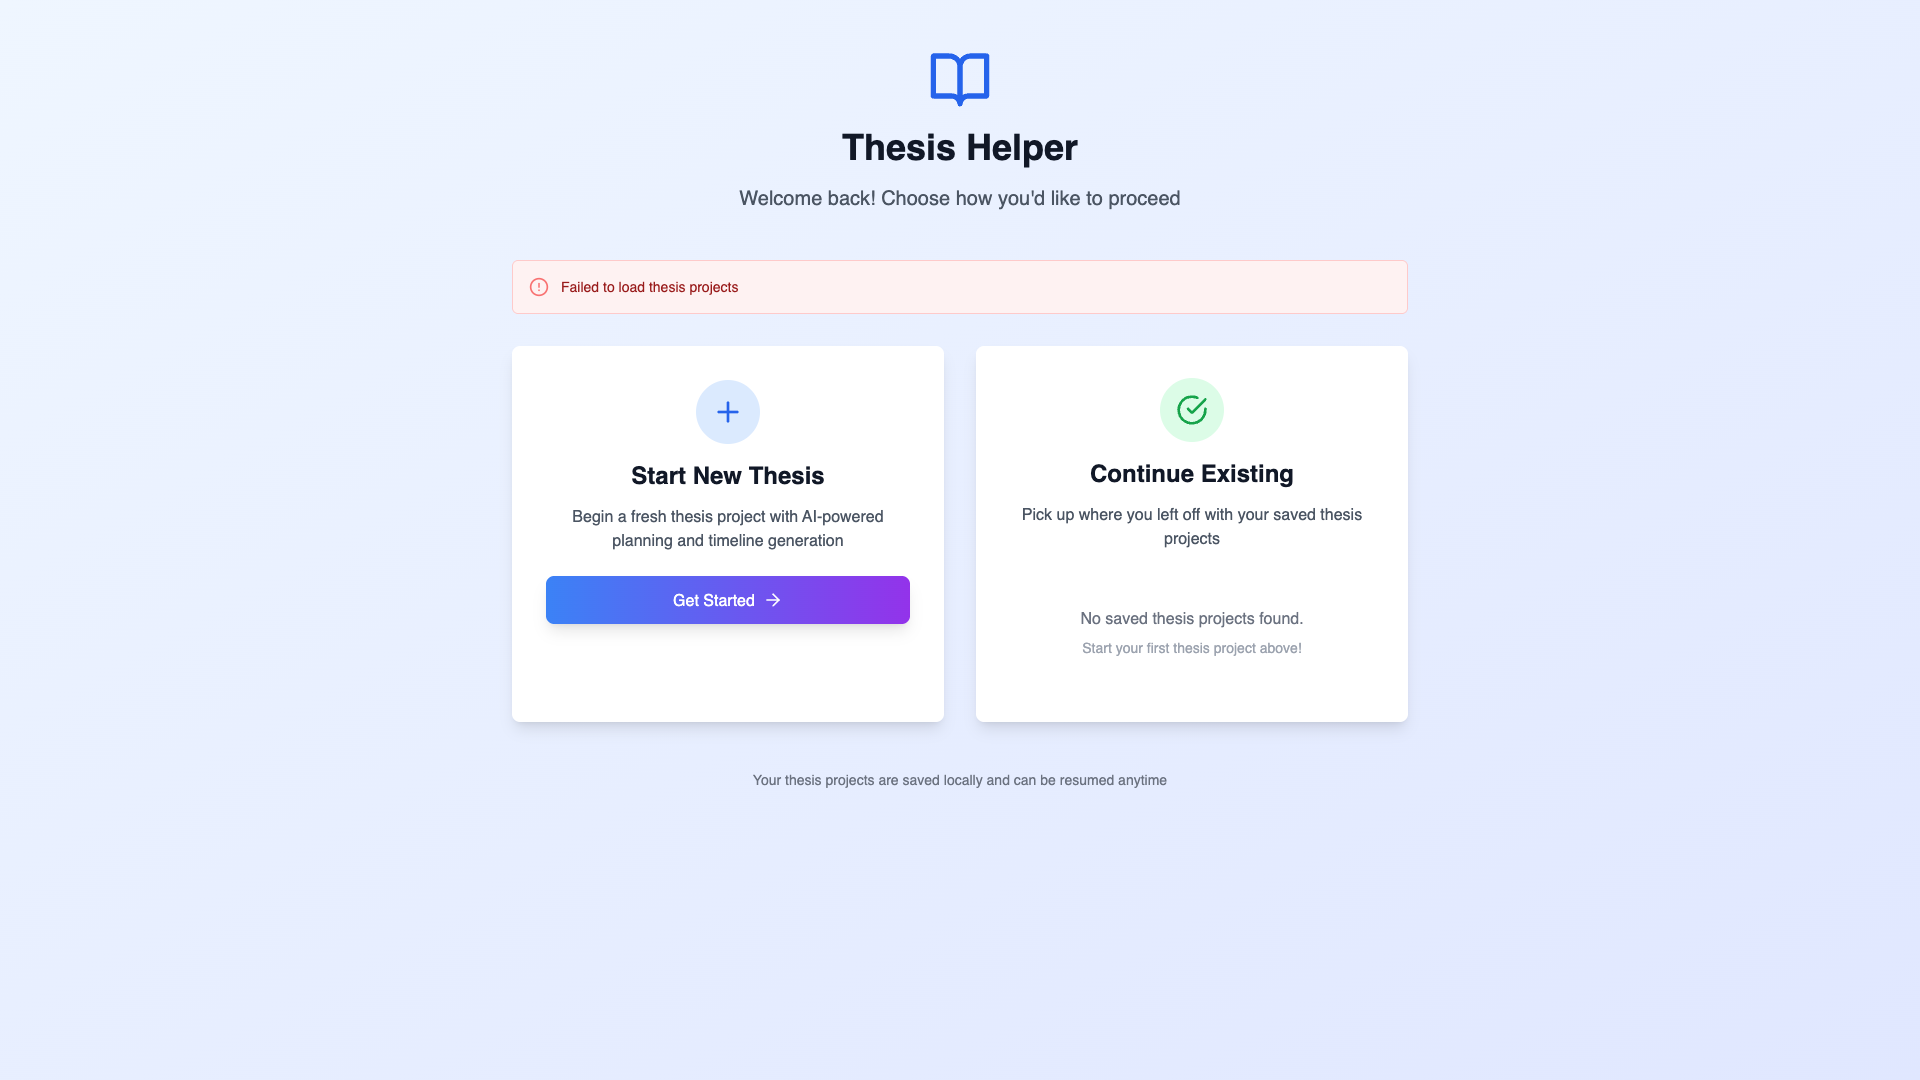 Thesis Helper
Welcome back! Choose how you'd like to proceed
Failed to load thesis projects
Start New Thesis
Begin a fresh thesis project with AI-powered
planning and timeline generation
Get Started
Continue Existing
Pick up where you left off with your saved thesis
projects
No saved thesis projects found.
Start your first thesis project above!
Your thesis projects are saved locally and can be resumed anytime